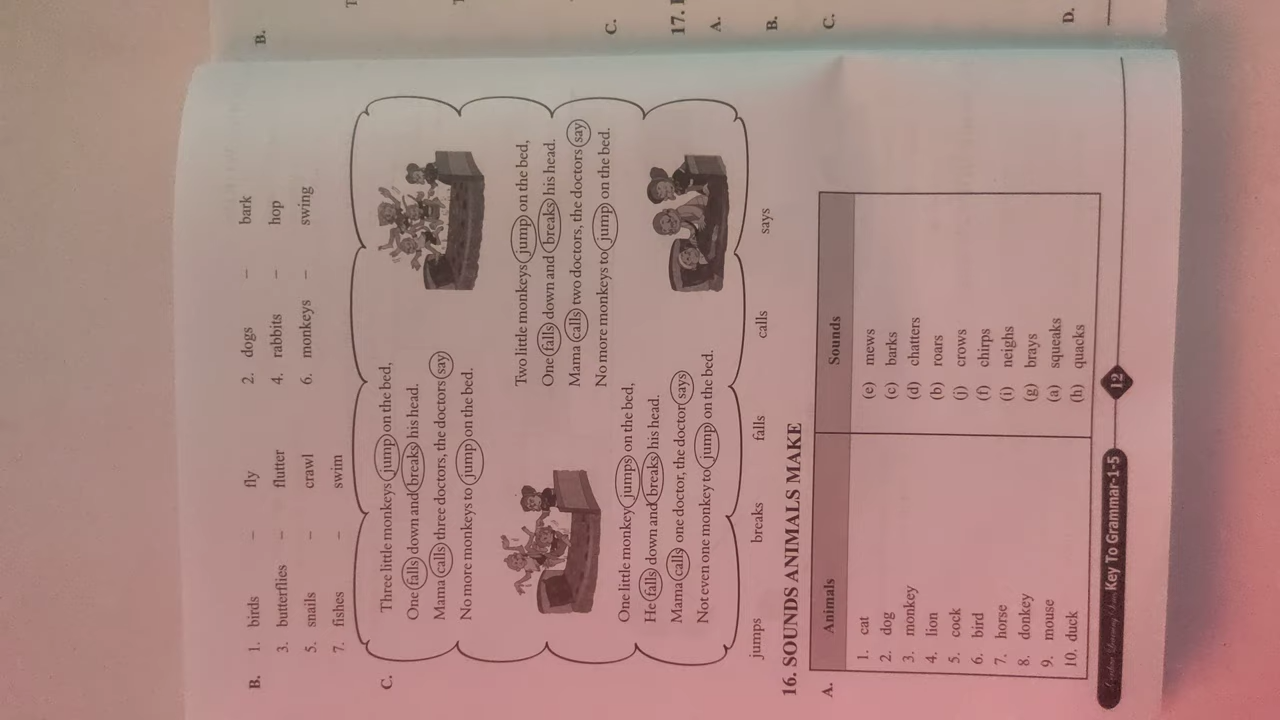 B. 1. birds – fly 2. dogs – bark
3. butterflies – flutter 4. rabbits – hop
5. snails – crawl 6. monkeys – swing
7. fishes – swim
C.
Three little monkeys jump on the bed,
One falls down and breaks his head.
Mama calls three doctors, the doctors say
No more monkeys to jump on the bed.
Two little monkeys jump on the bed,
One falls down and breaks his head.
Mama calls two doctors, the doctors say
No more monkeys to jump on the bed.
One little monkey jumps on the bed,
He falls down and breaks his head.
Mama calls one doctor, the doctor says
Not even one monkey to jump on the bed.
jumps breaks falls calls says
16. SOUNDS ANIMALS MAKE
A. Animals Sounds
1. cat (e) mews
2. dog (c) barks
3. monkey (d) chatters
4. lion (b) roars
5. cock (j) crows
6. bird (f) chirps
7. horse (i) neighs
8. donkey (g) brays
9. mouse (a) squeaks
10. duck (h) quacks
Key To Grammar-1-5
12
B.
C.
17.
A.
B.
C.
D.